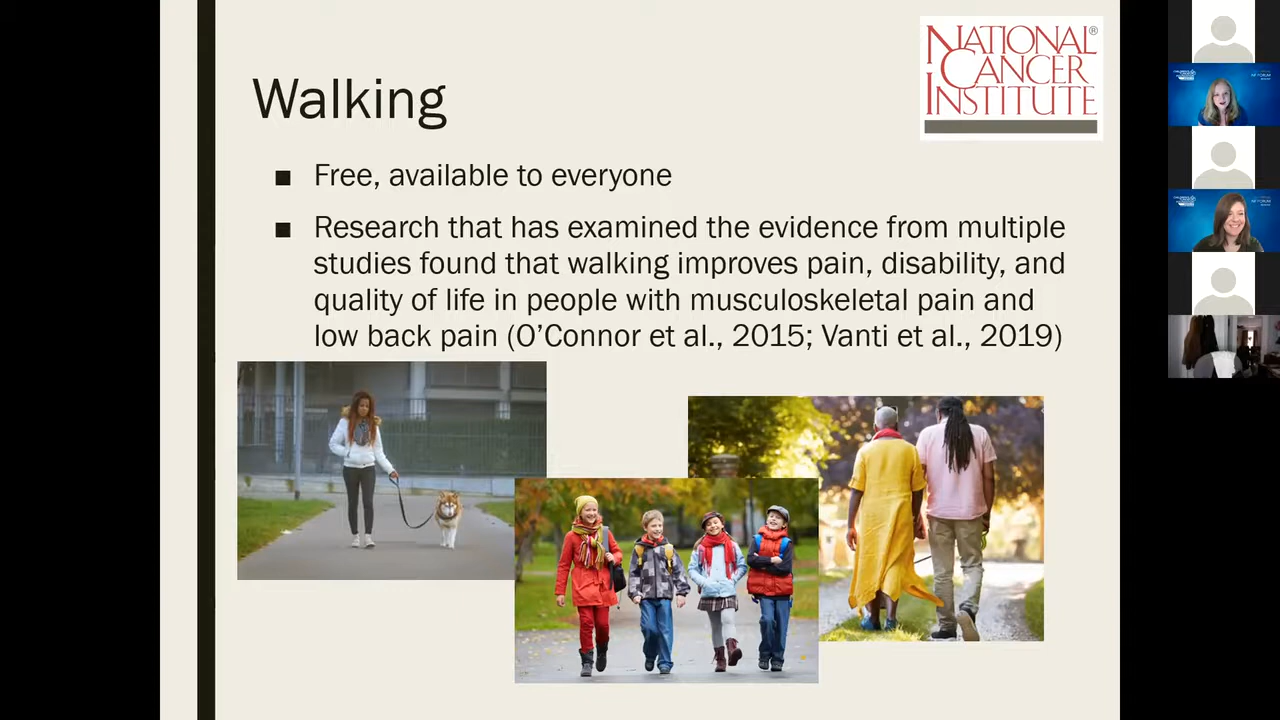 NATIONAL®
CANCER
INSTITUTE
Walking
■ Free, available to everyone
■ Research that has examined the evidence from multiple
studies found that walking improves pain, disability, and
quality of life in people with musculoskeletal pain and
low back pain (O’Connor et al., 2015; Vanti et al., 2019)